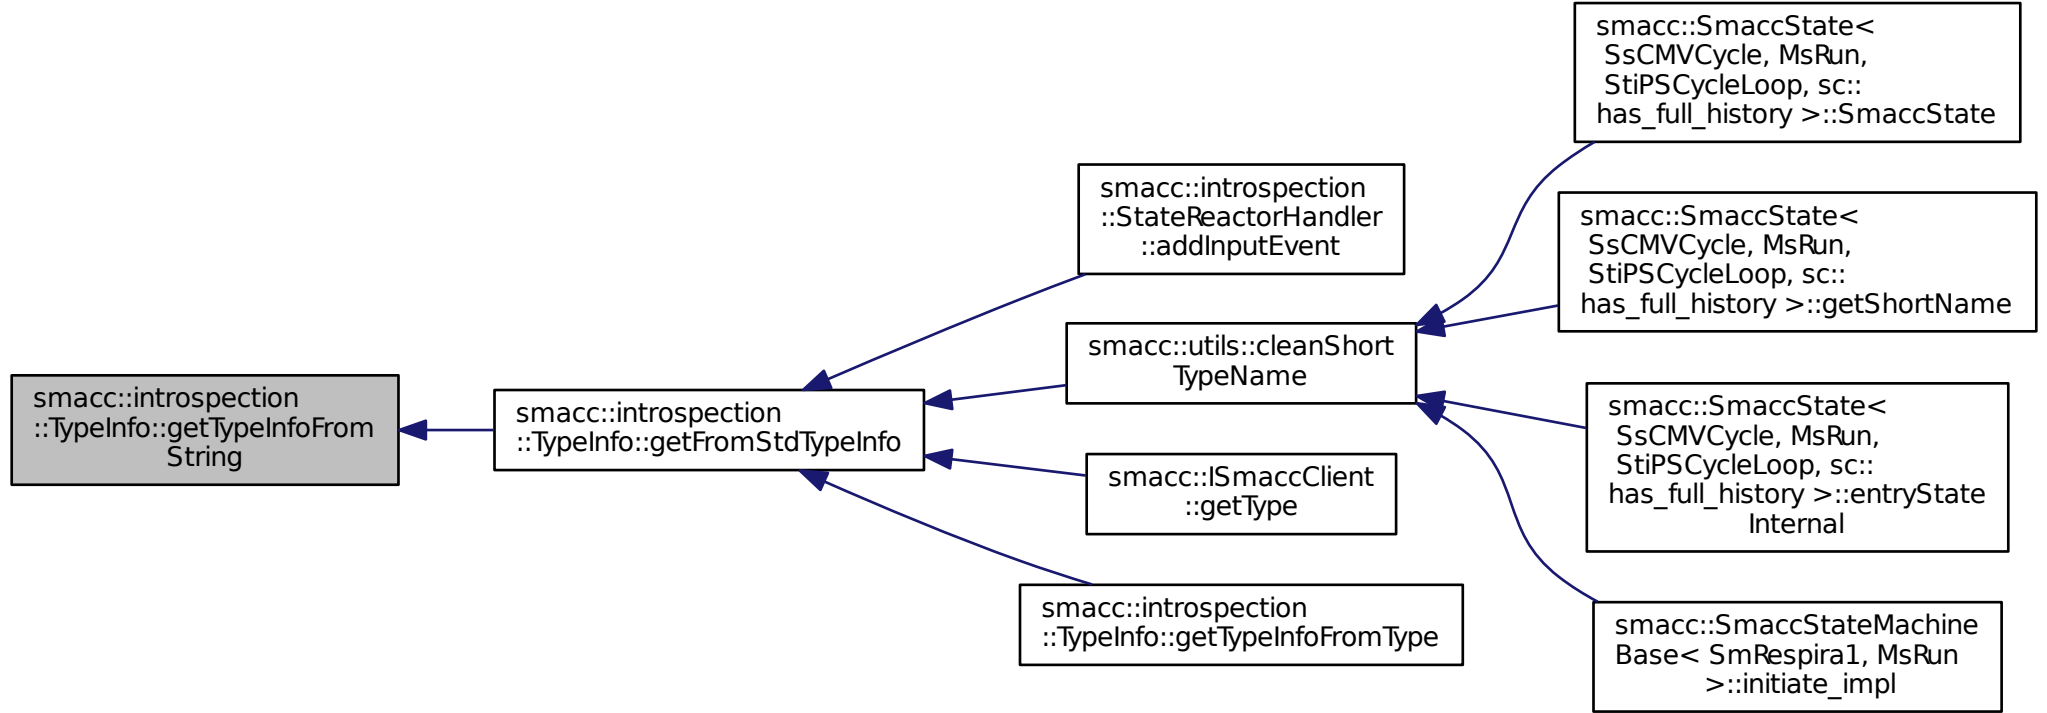 smacc::introspection
::TypeInfo::getTypeInfoFrom
String
smacc::introspection
::TypeInfo::getFromStdTypeInfo
smacc::introspection
::StateReactorHandler
::addInputEvent
smacc::utils::cleanShort
TypeName
smacc::ISmaccClient
::getType
smacc::introspection
::TypeInfo::getTypeInfoFromType
smacc::SmaccState<
SsCMVCycle, MsRun,
StiPSCycleLoop, sc::
has_full_history >::SmaccState
smacc::SmaccState<
SsCMVCycle, MsRun,
StiPSCycleLoop, sc::
has_full_history >::getShortName
smacc::SmaccState<
SsCMVCycle, MsRun,
StiPSCycleLoop, sc::
has_full_history >::entryState
Internal
smacc::SmaccStateMachine
Base< SmRespira1, MsRun
>::initiate_impl